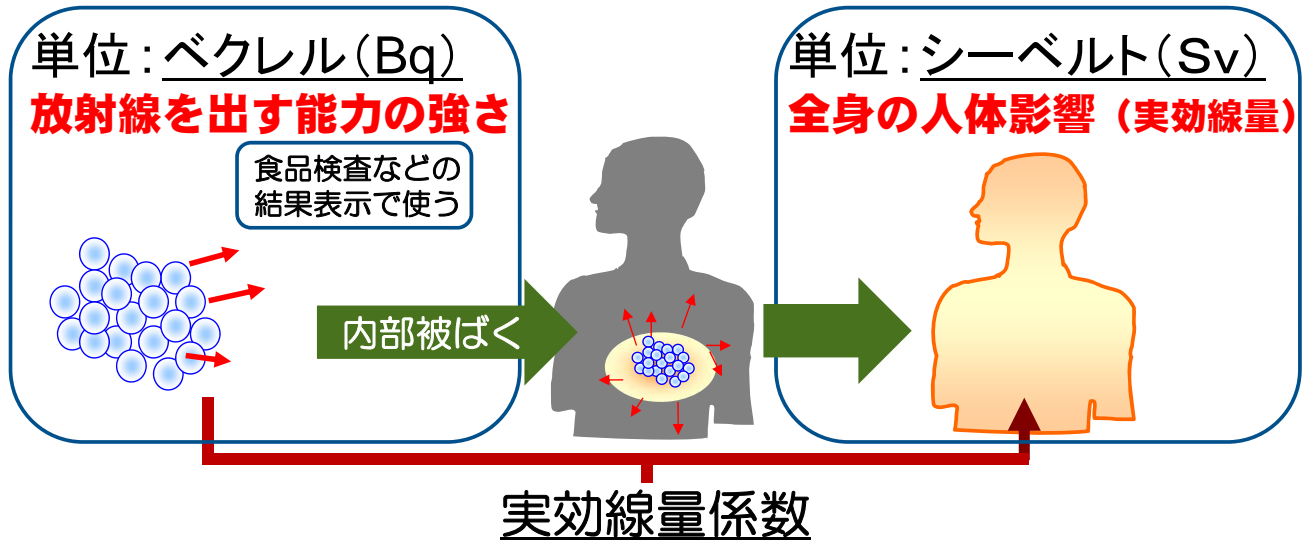 単位：ベクレル（Bq）
放射線を出す能力の強さ
食品検査などの
結果表示で使う
内部被ばく
単位：シーベルト（Sv）
全身の人体影響（実効線量）
実効線量係数